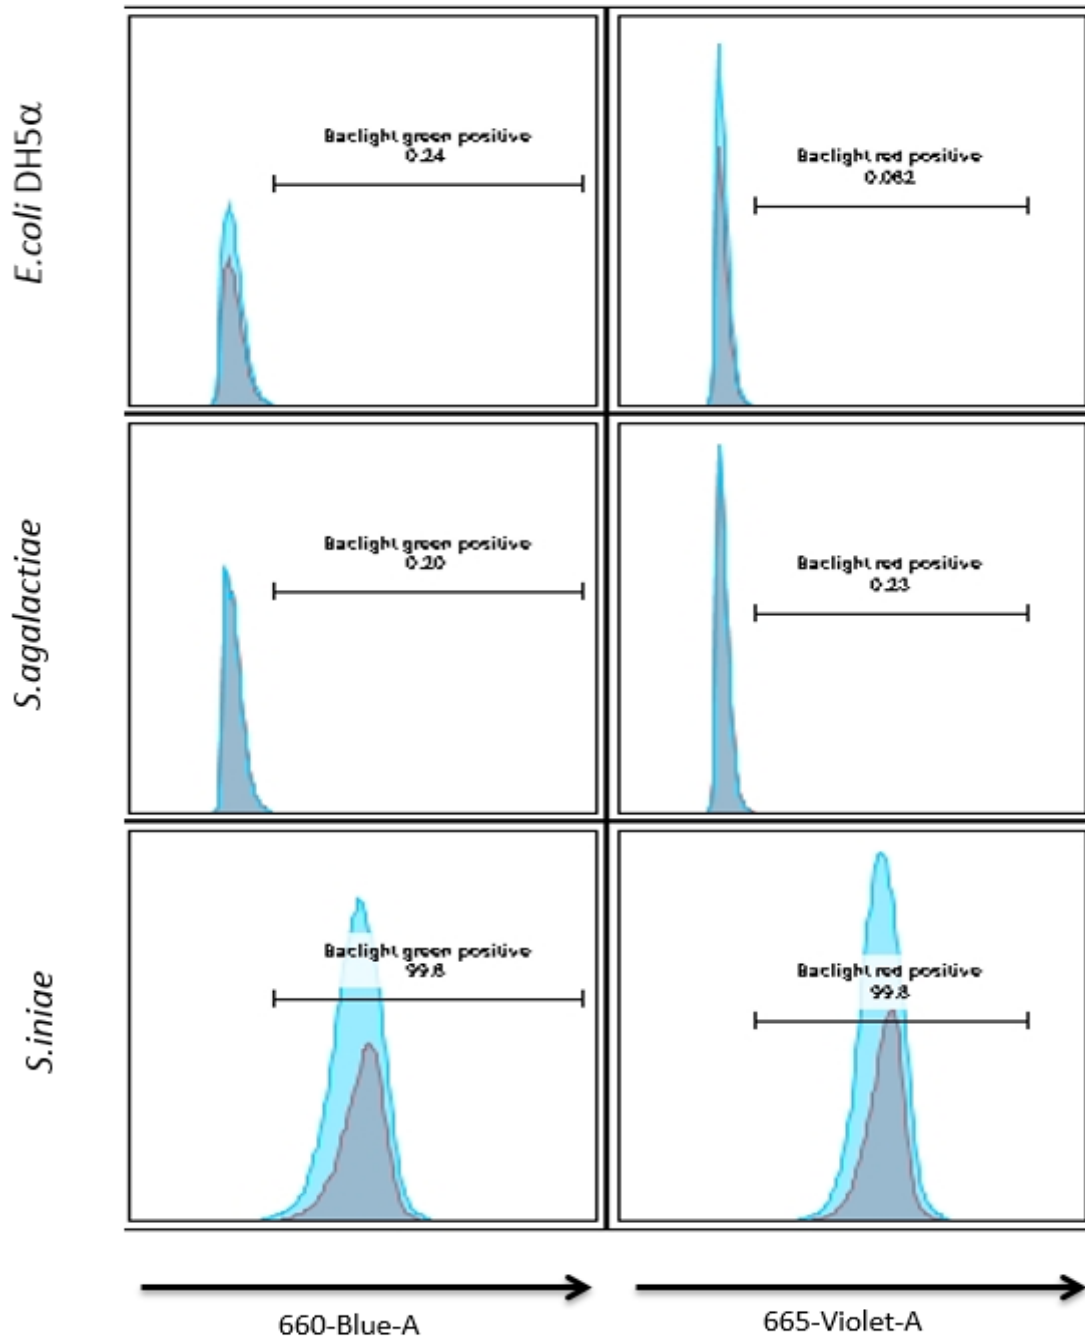 E.coli DH5α
Baclight green positive
0.24
Baclight red positive
0.062
S.agalactiae
Baclight green positive
0.20
Baclight red positive
0.23
S.iniae
Baclight green positive
99.6
Baclight red positive
99.8
660-Blue-A
665-Violet-A